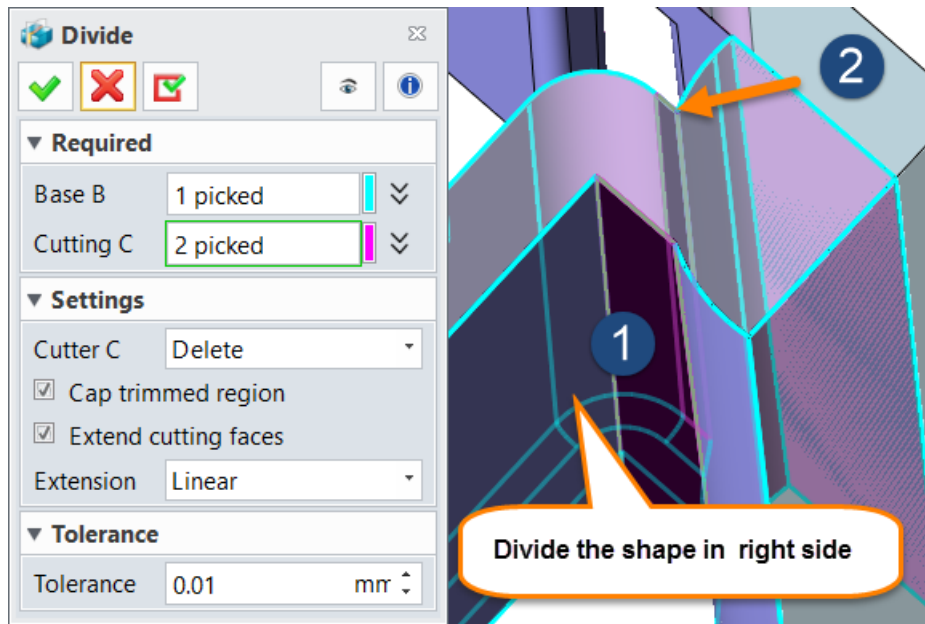 Divide
Required
Base B 1 picked
Cutting C 2 picked
Settings
Cutter C Delete
Cap trimmed region
Extend cutting faces
Extension Linear
Tolerance
Tolerance 0.01 mm
2
1
Divide the shape in right side